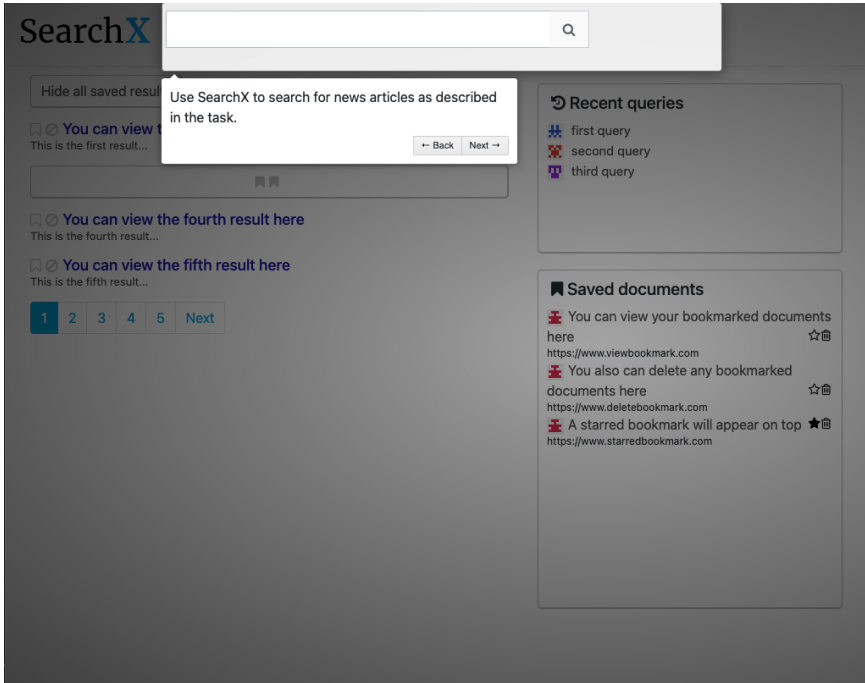 SearchX
Use SearchX to search for news articles as described
in the task.
← Back Next →
Hide all saved resul
You can view t
This is the first result...
You can view the fourth result here
This is the fourth result...
You can view the fifth result here
This is the fifth result...
1 2 3 4 5 Next
Recent queries
first query
second query
third query
Saved documents
You can view your bookmarked documents
here
https://www.viewbookmark.com
You also can delete any bookmarked
documents here
https://www.deletebookmark.com
A starred bookmark will appear on top
https://www.starredbookmark.com